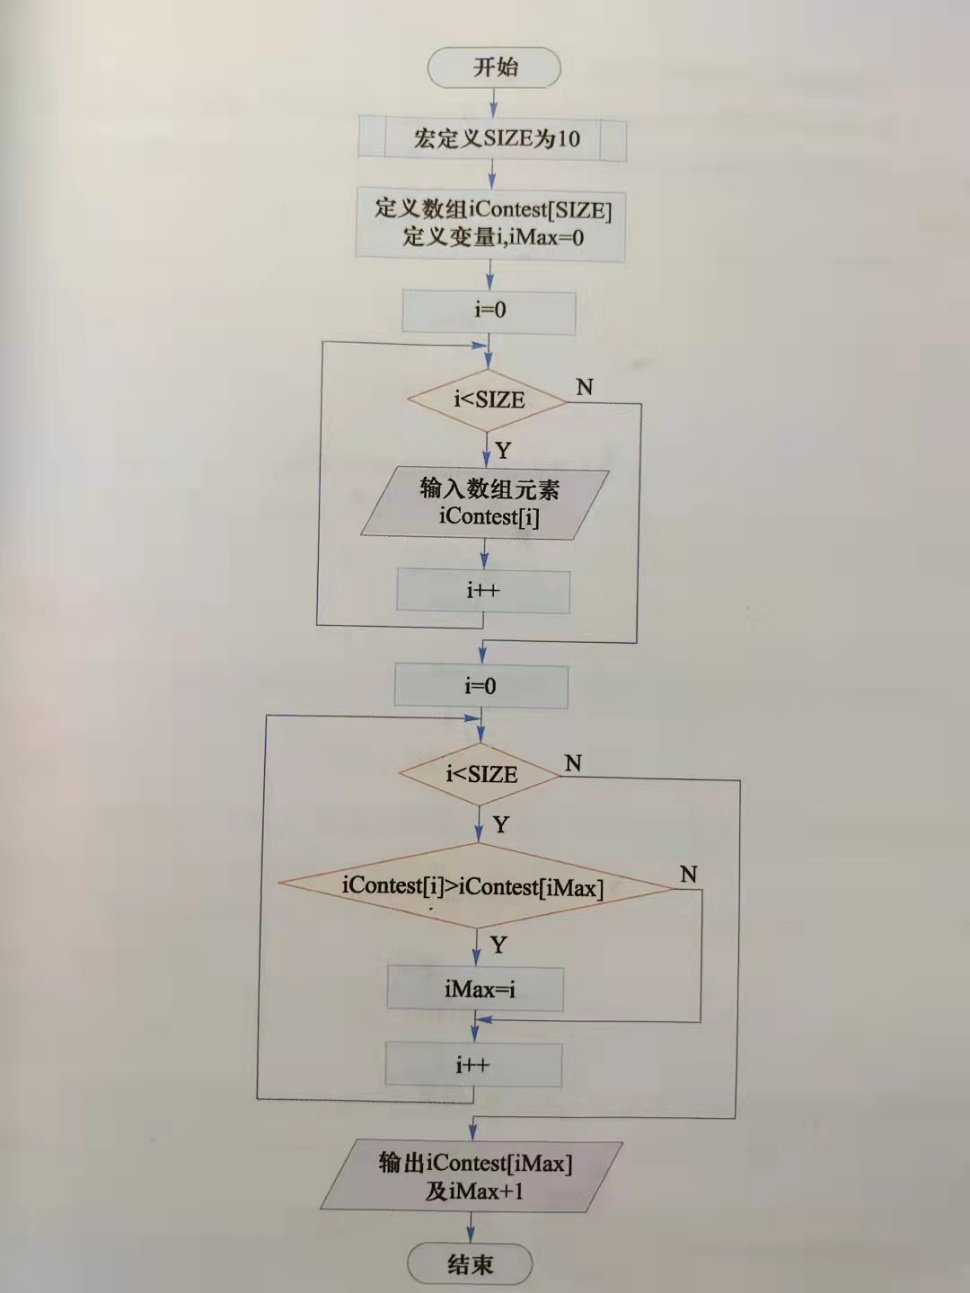 开始
宏定义SIZE为10
定义数组iContest[SIZE]
定义变量i,iMax=0
i=0
i<SIZE
N
Y
输入数组元素
iContest[i]
i++
i=0
i<SIZE
N
Y
iContest[i]>iContest[iMax]
N
Y
iMax=i
i++
输出iContest[iMax]
及iMax+1
结束